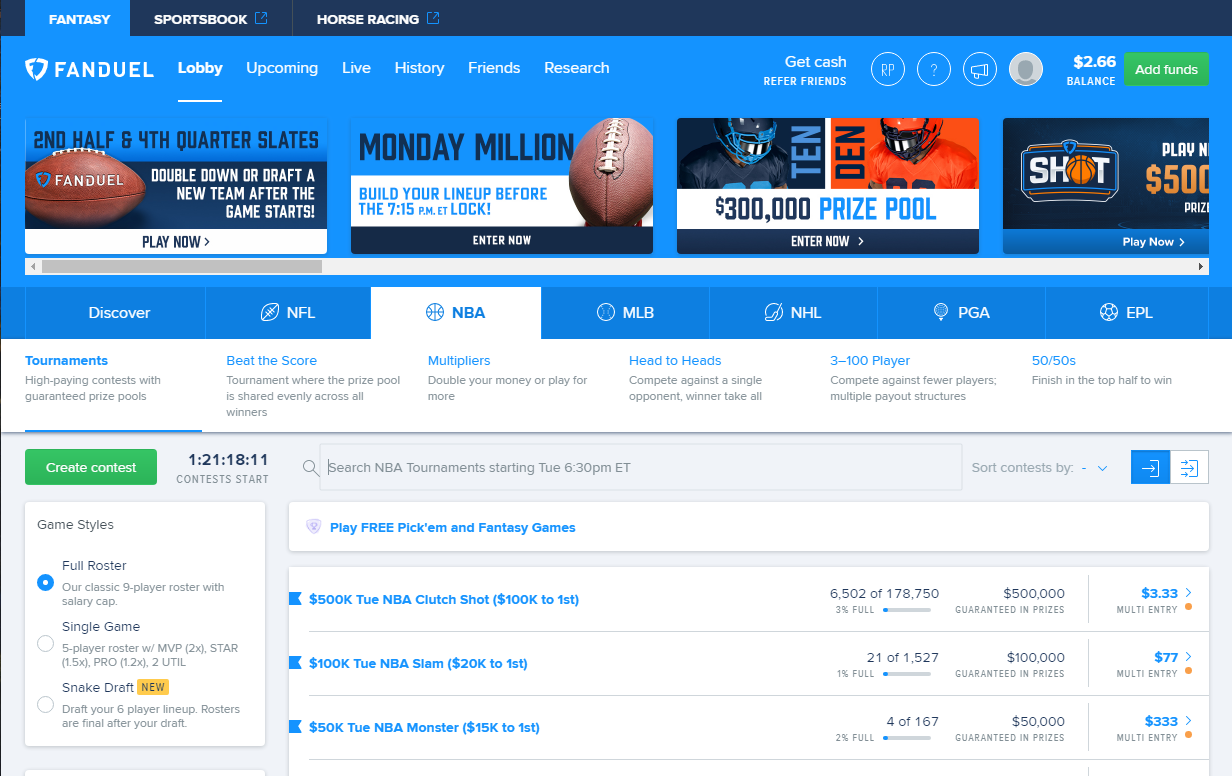 FANTASY
SPORTSBOOK
HORSE RACING
FANDUEL
Lobby
Upcoming
Live
History
Friends
Research
Get cash
REFER FRIENDS
RP
?
$2.66
BALANCE
Add funds
2ND HALF & 4TH QUARTER SLATES
FANDUEL
DOUBLE DOWN OR DRAFT A
NEW TEAM AFTER THE
GAME STARTS!
PLAY NOW >
MONDAY MILLION
BUILD YOUR LINEUP BEFORE
THE 7:15 P.M. ET LOCK!
ENTER NOW
TEN
DEN
$300,000 PRIZE POOL
ENTER NOW >
SHOT
PLAY N
$500
PRIZE
Play Now >
Discover
NFL
NBA
MLB
NHL
PGA
EPL
Tournaments
High-paying contests with
guaranteed prize pools
Beat the Score
Tournament where the prize pool
is shared evenly across all
winners
Multipliers
Double your money or play for
more
Head to Heads
Compete against a single
opponent, winner take all
3–100 Player
Compete against fewer players;
multiple payout structures
50/50s
Finish in the top half to win
Create contest
1:21:18:11
CONTESTS START
Search NBA Tournaments starting Tue 6:30pm ET
Sort contests by: -
Game Styles
Full Roster
Our classic 9-player roster with
salary cap.
Single Game
5-player roster w/ MVP (2x), STAR
(1.5x), PRO (1.2x), 2 UTIL
Snake Draft NEW
Draft your 6 player lineup. Rosters
are final after your draft.
Play FREE Pick'em and Fantasy Games
$500K Tue NBA Clutch Shot ($100K to 1st)
6,502 of 178,750
3% FULL
$500,000
GUARANTEED IN PRIZES
$3.33 >
MULTI ENTRY
$100K Tue NBA Slam ($20K to 1st)
21 of 1,527
1% FULL
$100,000
GUARANTEED IN PRIZES
$77 >
MULTI ENTRY
$50K Tue NBA Monster ($15K to 1st)
4 of 167
2% FULL
$50,000
GUARANTEED IN PRIZES
$333 >
MULTI ENTRY